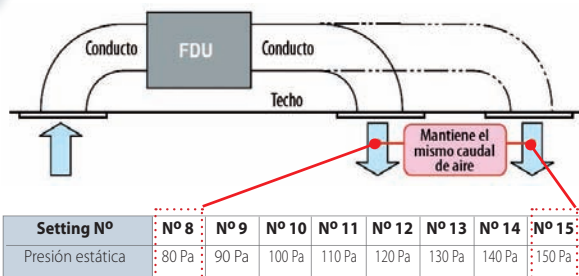 Conducto FDU Conducto
Techo
Mantiene el
mismo caudal
de aire
Setting Nº Nº 8 Nº 9 Nº 10 Nº 11 Nº 12 Nº 13 Nº 14 Nº 15
Presión estática 80 Pa 90 Pa 100 Pa 110 Pa 120 Pa 130 Pa 140 Pa 150 Pa